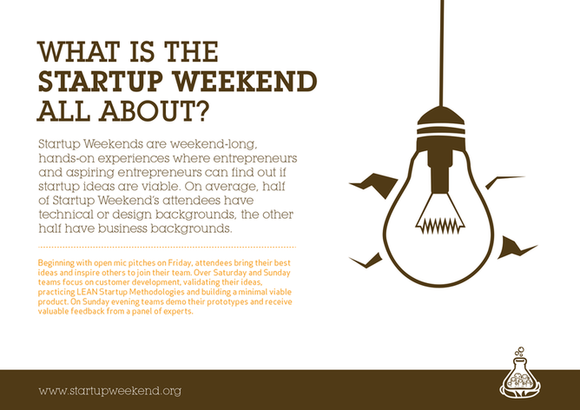 WHAT IS THE
STARTUP WEEKEND
ALL ABOUT?
Startup Weekends are weekend-long,
hands-on experiences where entrepreneurs
and aspiring entrepreneurs can find out if
startup ideas are viable. On average, half
of Startup Weekend's attendees have
technical or design backgrounds, the other
half have business backgrounds.
Beginning with open mic pitches on Friday, attendees bring their best
ideas and inspire others to join their team. Over Saturday and Sunday
teams focus on customer development, validating their ideas,
practicing LEAN Startup Methodologies and building a minimal viable
product. On Sunday evening teams demo their prototypes and receive
valuable feedback from a panel of experts.
www.startupweekend.org